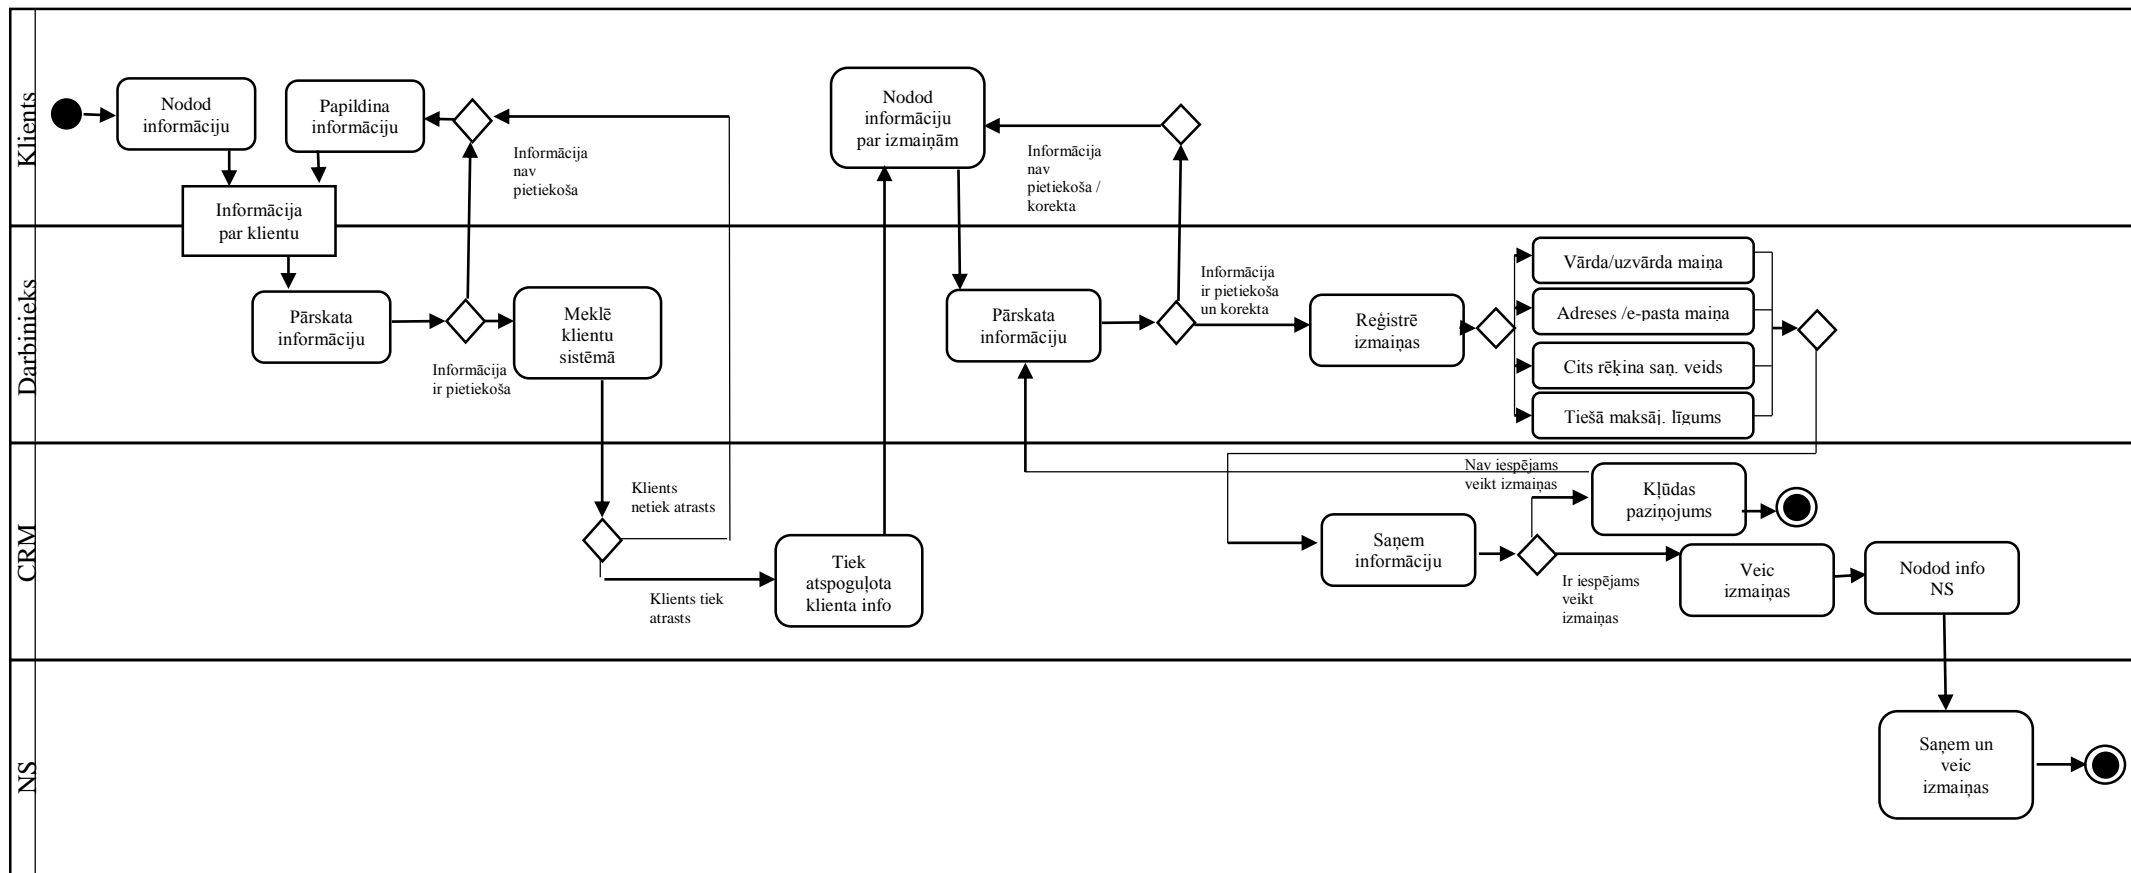 Klients
Nodod
informāciju
Papildina
informāciju
Informācija
nav
pietiekoša
Nodod
informāciju
par izmaiņām
Informācija
nav
pietiekoša /
korekta
Informācija
par klientu
Darbinieks
Pārskata
informāciju
Informācija
ir pietiekoša
Meklē
klientu
sistēmā
Pārskata
informāciju
Informācija
ir pietiekoša
un korekta
Reģistrē
izmaiņas
Vārda/uzvārda maiņa
Adreses /e-pasta maiņa
Cits rēķina saņ. veids
Tiešā maksāj. līgums
CRM
Klients
netiek atrasts
Klients tiek
atrasts
Tiek
atspoguļota
klienta info
Saņem
informāciju
Nav iespējams
veikt izmaiņas
Kļūdas
paziņojums
Ir iespējams
veikt
izmaiņas
Veic
izmaiņas
Nodod info
NS
NS
Saņem un
veic
izmaiņas